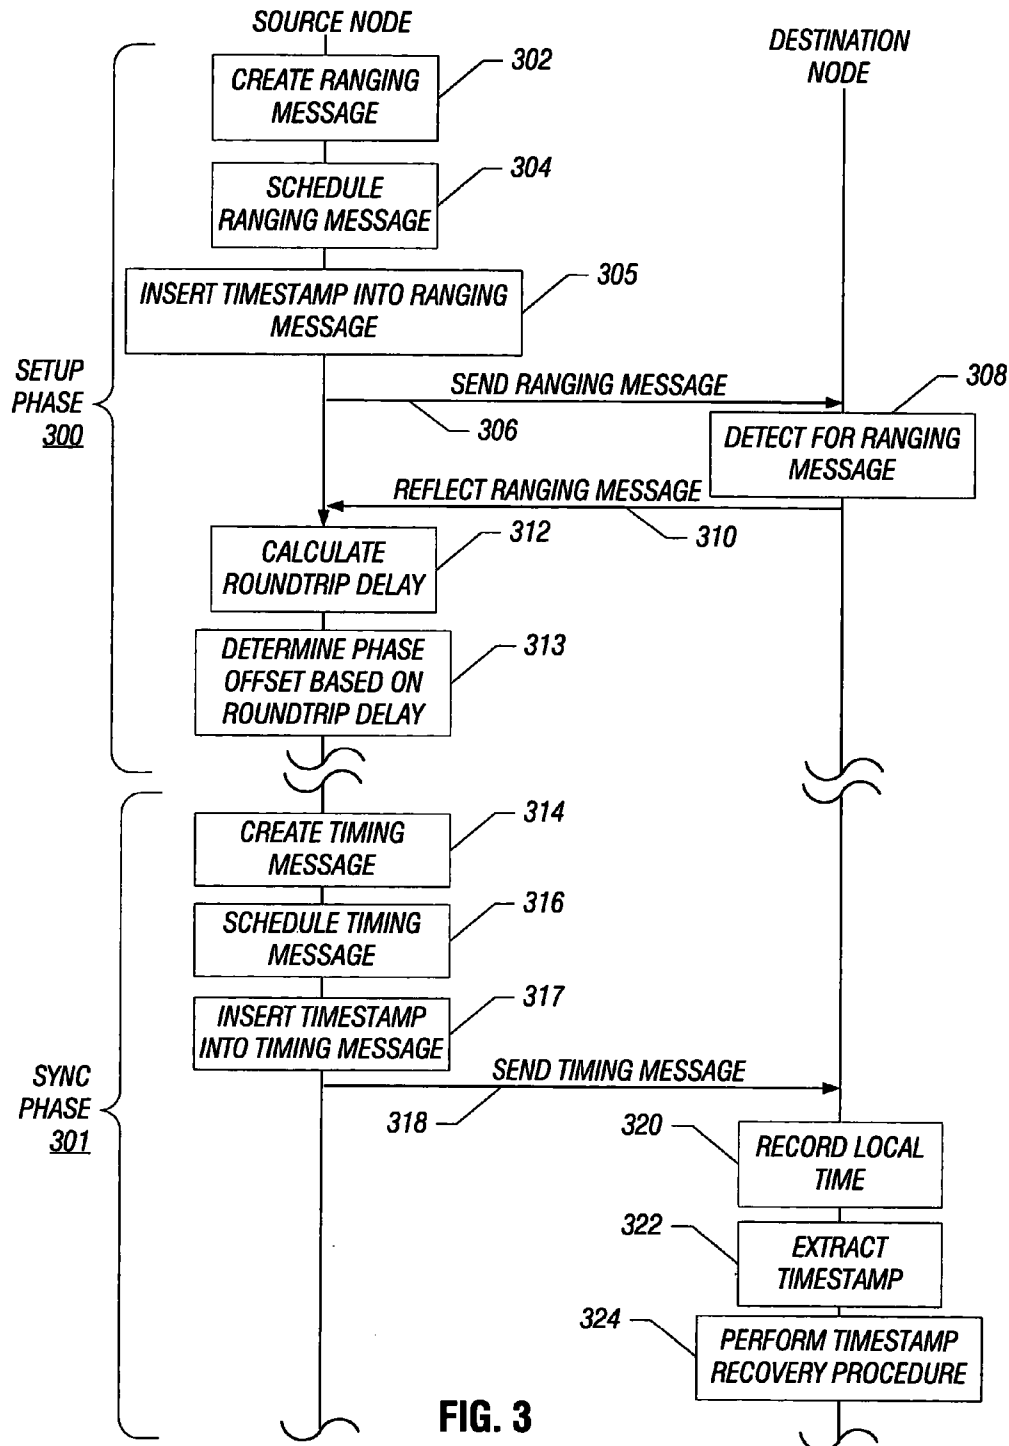 SOURCE NODE
DESTINATION
NODE
CREATE RANGING
MESSAGE
302
SCHEDULE
RANGING MESSAGE
304
INSERT TIMESTAMP INTO RANGING
MESSAGE
305
SETUP
PHASE
300
SEND RANGING MESSAGE
306
308
DETECT FOR RANGING
MESSAGE
REFLECT RANGING MESSAGE
310
CALCULATE
ROUNDTRIP DELAY
312
DETERMINE PHASE
OFFSET BASED ON
ROUNDTRIP DELAY
313
CREATE TIMING
MESSAGE
314
SCHEDULE TIMING
MESSAGE
316
INSERT TIMESTAMP
INTO TIMING MESSAGE
317
SYNC
PHASE
301
SEND TIMING MESSAGE
318
320
RECORD LOCAL
TIME
322
EXTRACT
TIMESTAMP
324
PERFORM TIMESTAMP
RECOVERY PROCEDURE
FIG. 3